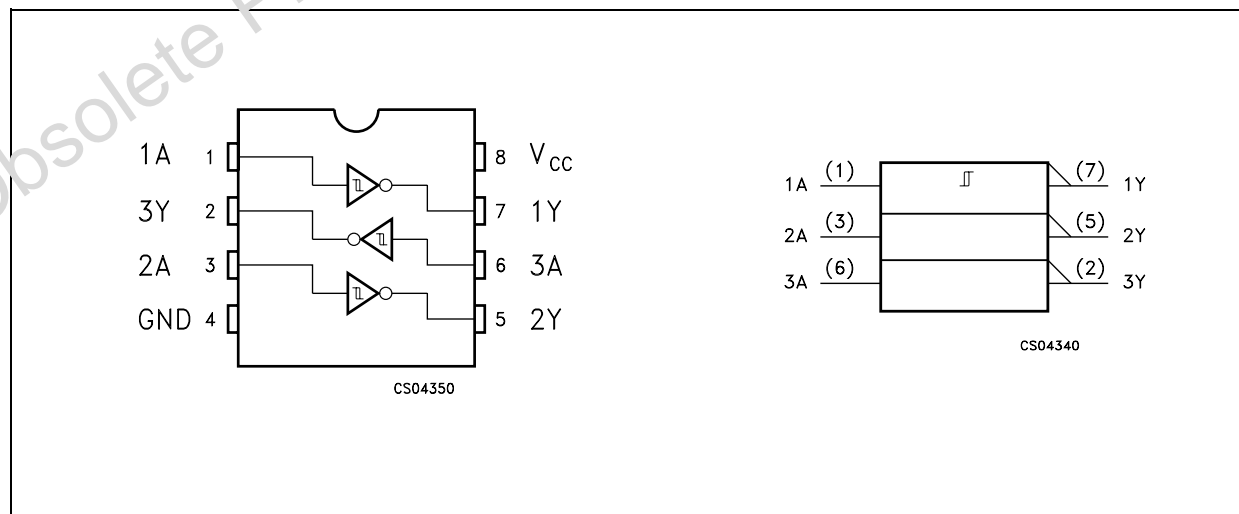 Obsolete
1A 1
3Y 2
2A 3
GND 4
8 VCC
7 1Y
6 3A
5 2Y
CS04350
1A (1)
2A (3)
3A (6)
(7) 1Y
(5) 2Y
(2) 3Y
CS04340